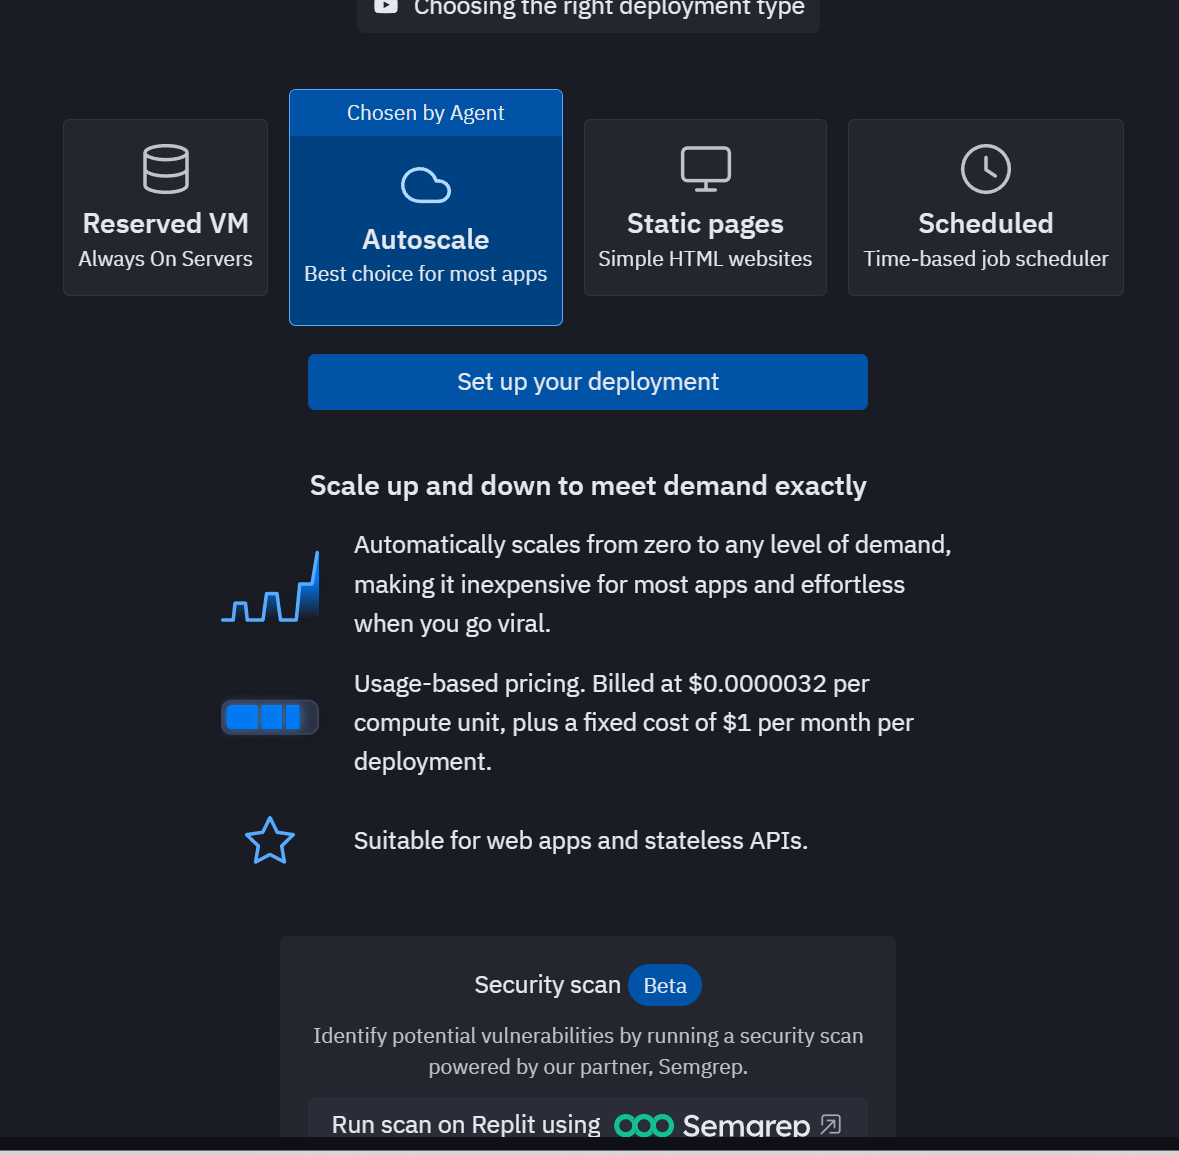 Choosing the right deployment type
Chosen by Agent
Reserved VM
Always On Servers
Autoscale
Best choice for most apps
Static pages
Simple HTML websites
Scheduled
Time-based job scheduler
Set up your deployment
Scale up and down to meet demand exactly
Automatically scales from zero to any level of demand,
making it inexpensive for most apps and effortless
when you go viral.
Usage-based pricing. Billed at $0.0000032 per
compute unit, plus a fixed cost of $1 per month per
deployment.
Suitable for web apps and stateless APIs.
Security scan Beta
Identify potential vulnerabilities by running a security scan
powered by our partner, Semgrep.
Run scan on Replit using Semgrep